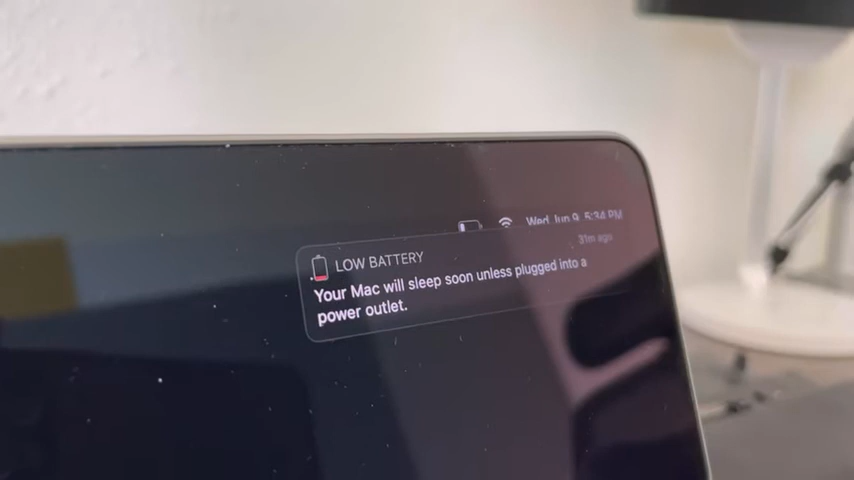 Wed Jun 9 5:34 PM
LOW BATTERY
31m ago
Your Mac will sleep soon unless plugged into a
power outlet.